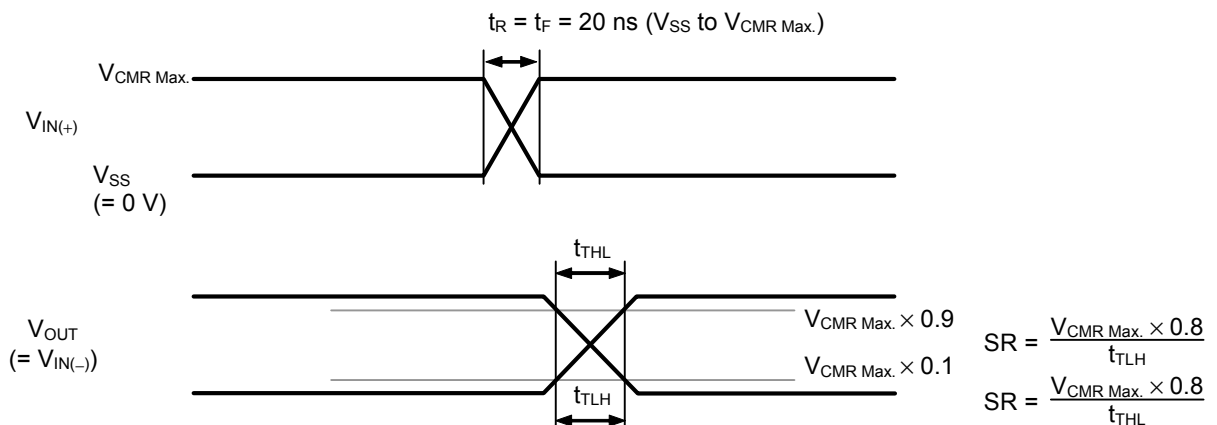 tR = tF = 20 ns (VSS to VCMR Max.)
VCMR Max.
VIN(+)
VSS
(= 0 V)
tTHL
VOUT
(= VIN(−))
VCMR Max. × 0.9
VCMR Max. × 0.1
tTLH
SR = VCMR Max. × 0.8
tTLH
SR = VCMR Max. × 0.8
tTHL